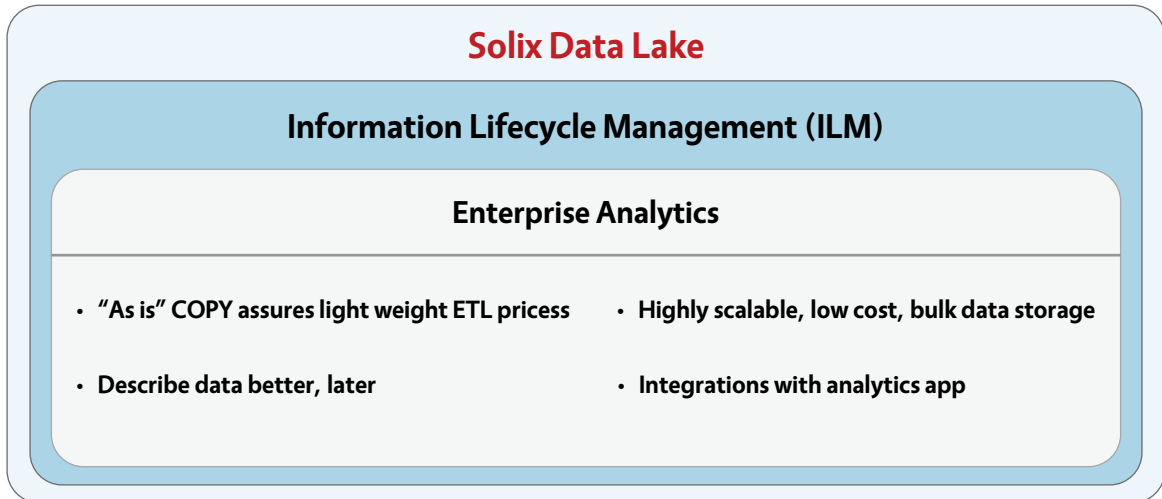 Solix Data Lake
Information Lifecycle Management (ILM)
Enterprise Analytics
• “As is” COPY assures light weight ETL pricess
• Describe data better, later
• Highly scalable, low cost, bulk data storage
• Integrations with analytics app